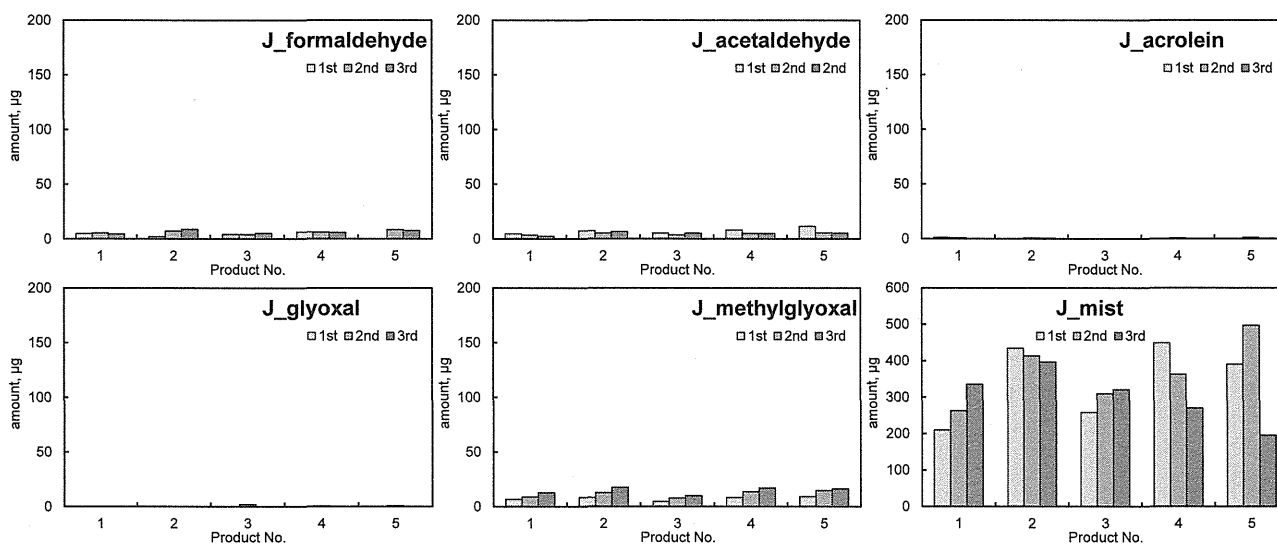 J_formaldehyde
1st 2nd 3rd
200
150
100
50
0
amount, µg
1 2 3 4 5
Product No.
J_acetaldehyde
1st 2nd 2nd
200
150
100
50
0
amount, µg
1 2 3 4 5
Product No.
J_acrolein
1st 2nd 3rd
200
150
100
50
0
amount, µg
1 2 3 4 5
Product No.
J_glyoxal
1st 2nd 3rd
200
150
100
50
0
amount, µg
1 2 3 4 5
Product No.
J_methylglyoxal
1st 2nd 3rd
200
150
100
50
0
amount, µg
1 2 3 4 5
Product No.
J_mist
1st 2nd 3rd
600
500
400
300
200
100
0
amount, µg
1 2 3 4 5
Product No.